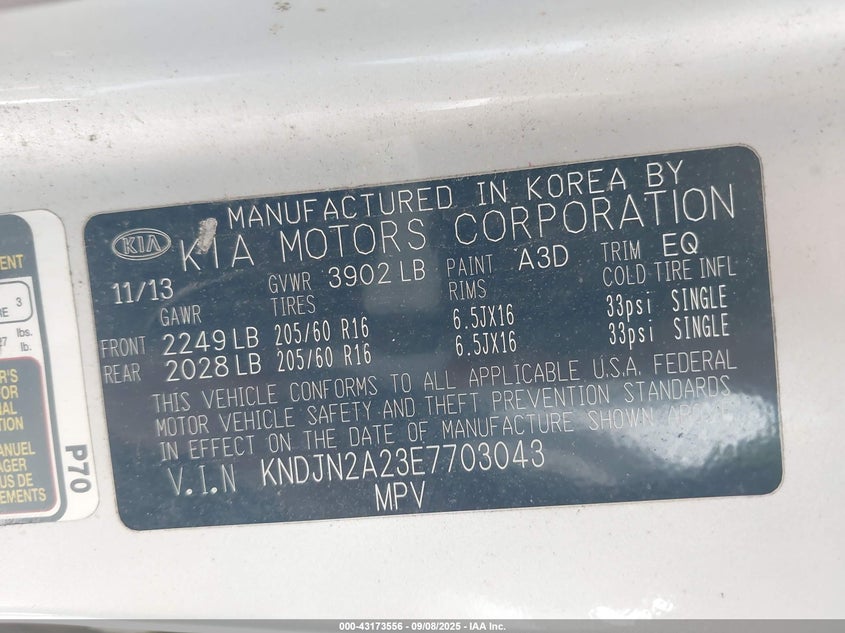 MANUFACTURED IN KOREA BY
KIA KIA MOTORS CORPORATION
11/13 GVWR 3902 LB PAINT A3D TRIM EQ
GAWR TIRES RIMS COLD TIRE INFL
FRONT 2249 LB 205/60 R16 6.5JX16 33psi SINGLE
REAR 2028 LB 205/60 R16 6.5JX16 33psi SINGLE
THIS VEHICLE CONFORMS TO ALL APPLICABLE U.S.A. FEDERAL
MOTOR VEHICLE SAFETY AND THEFT PREVENTION STANDARDS
IN EFFECT ON THE DATE OF MANUFACTURE SHOWN ABOVE
V.I.N KNDJN2A23E7703043
MPV
P70
3
lbs.
000-43173556 - 09/08/2025 - IAA Inc.